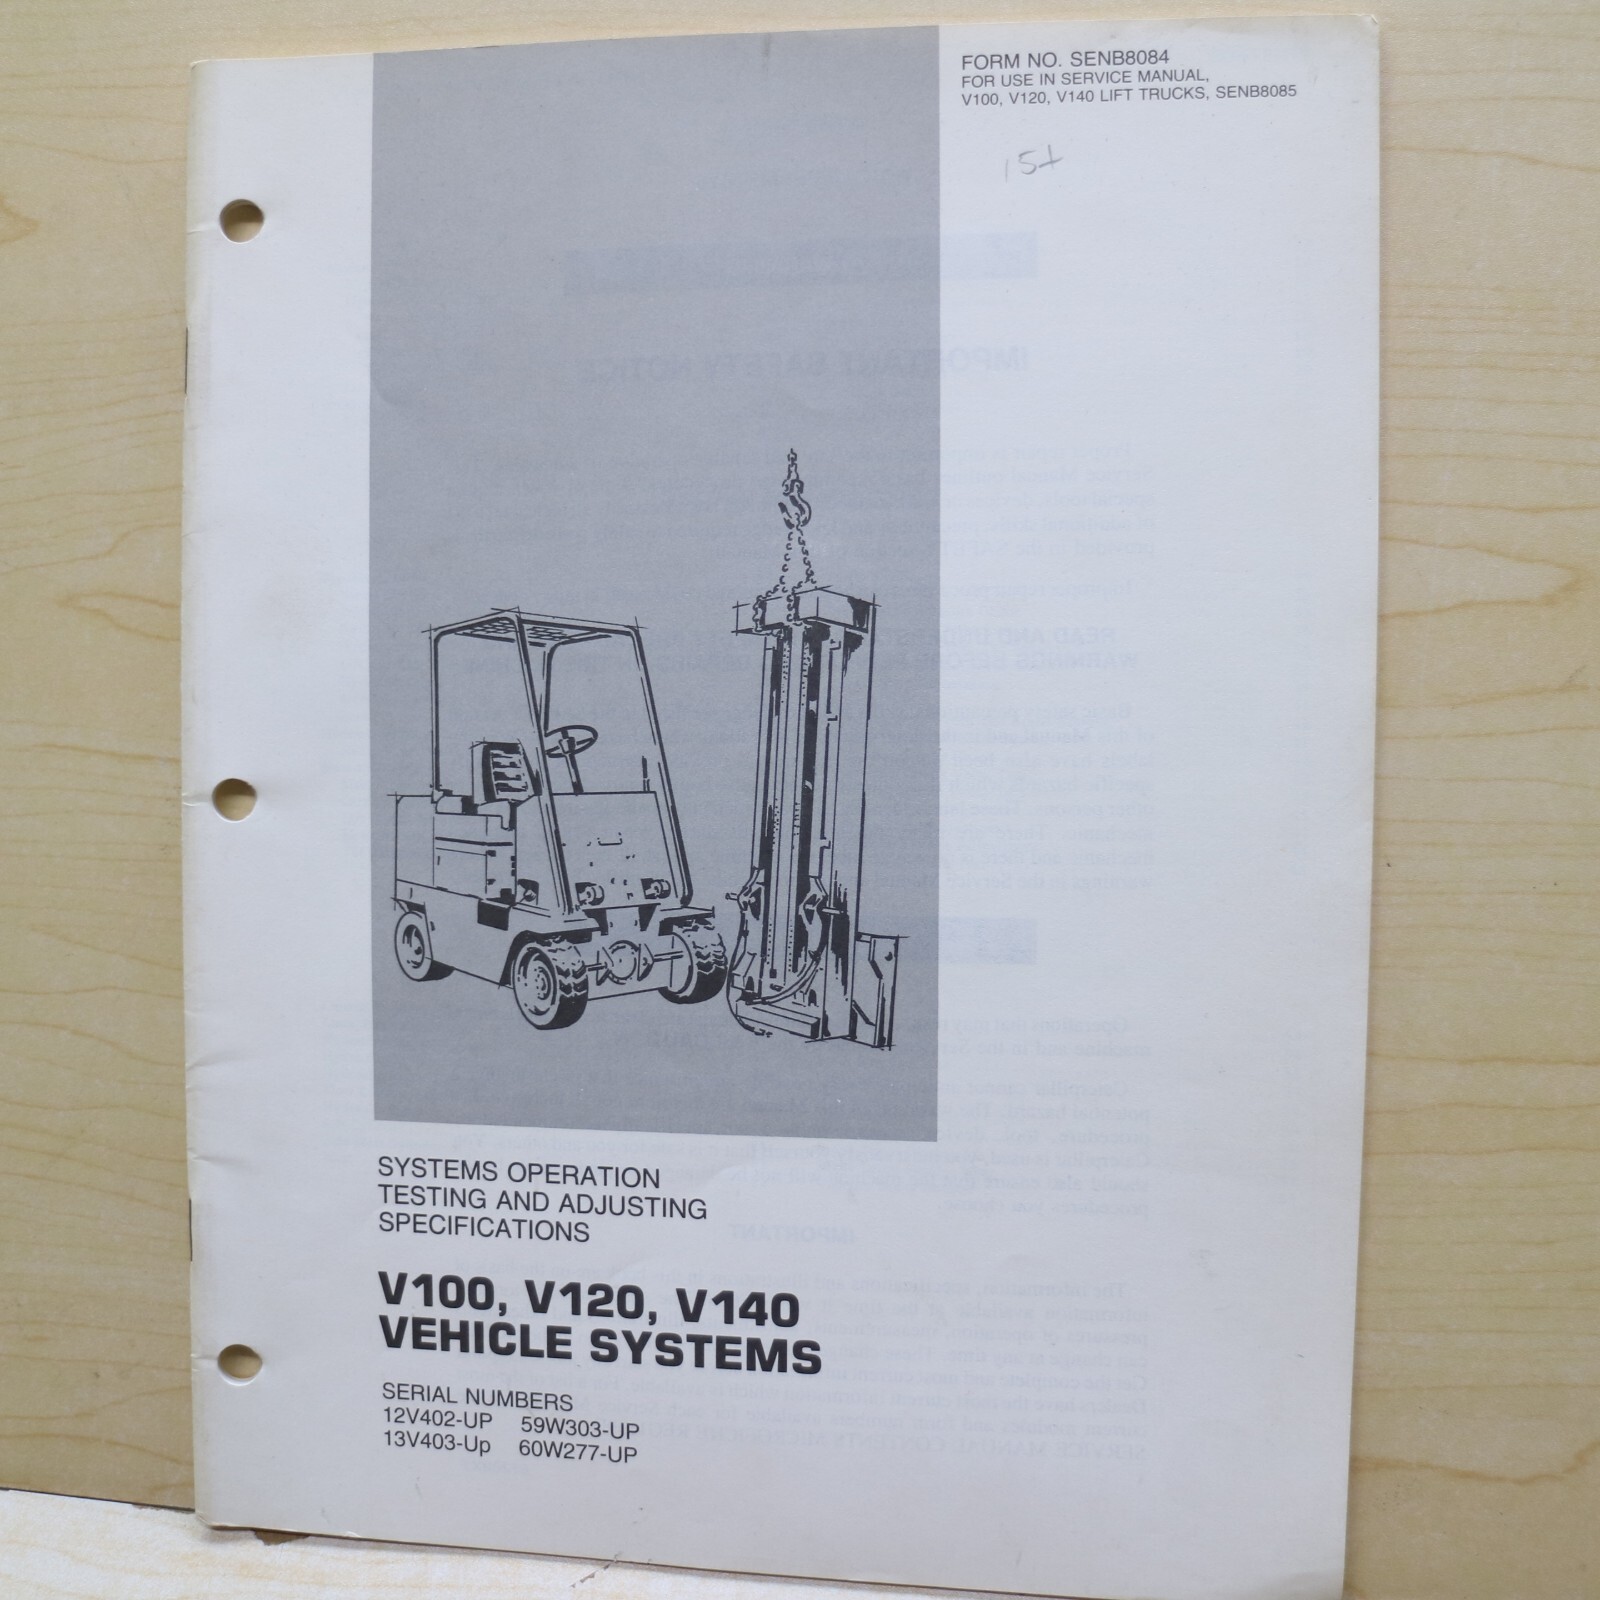 FORM NO. SENB8084
FOR USE IN SERVICE MANUAL,
V100, V120, V140 LIFT TRUCKS, SENB8085
15+
SYSTEMS OPERATION
TESTING AND ADJUSTING
SPECIFICATIONS
V100, V120, V140
VEHICLE SYSTEMS
SERIAL NUMBERS
12V402-UP 59W303-UP
13V403-Up 60W277-UP